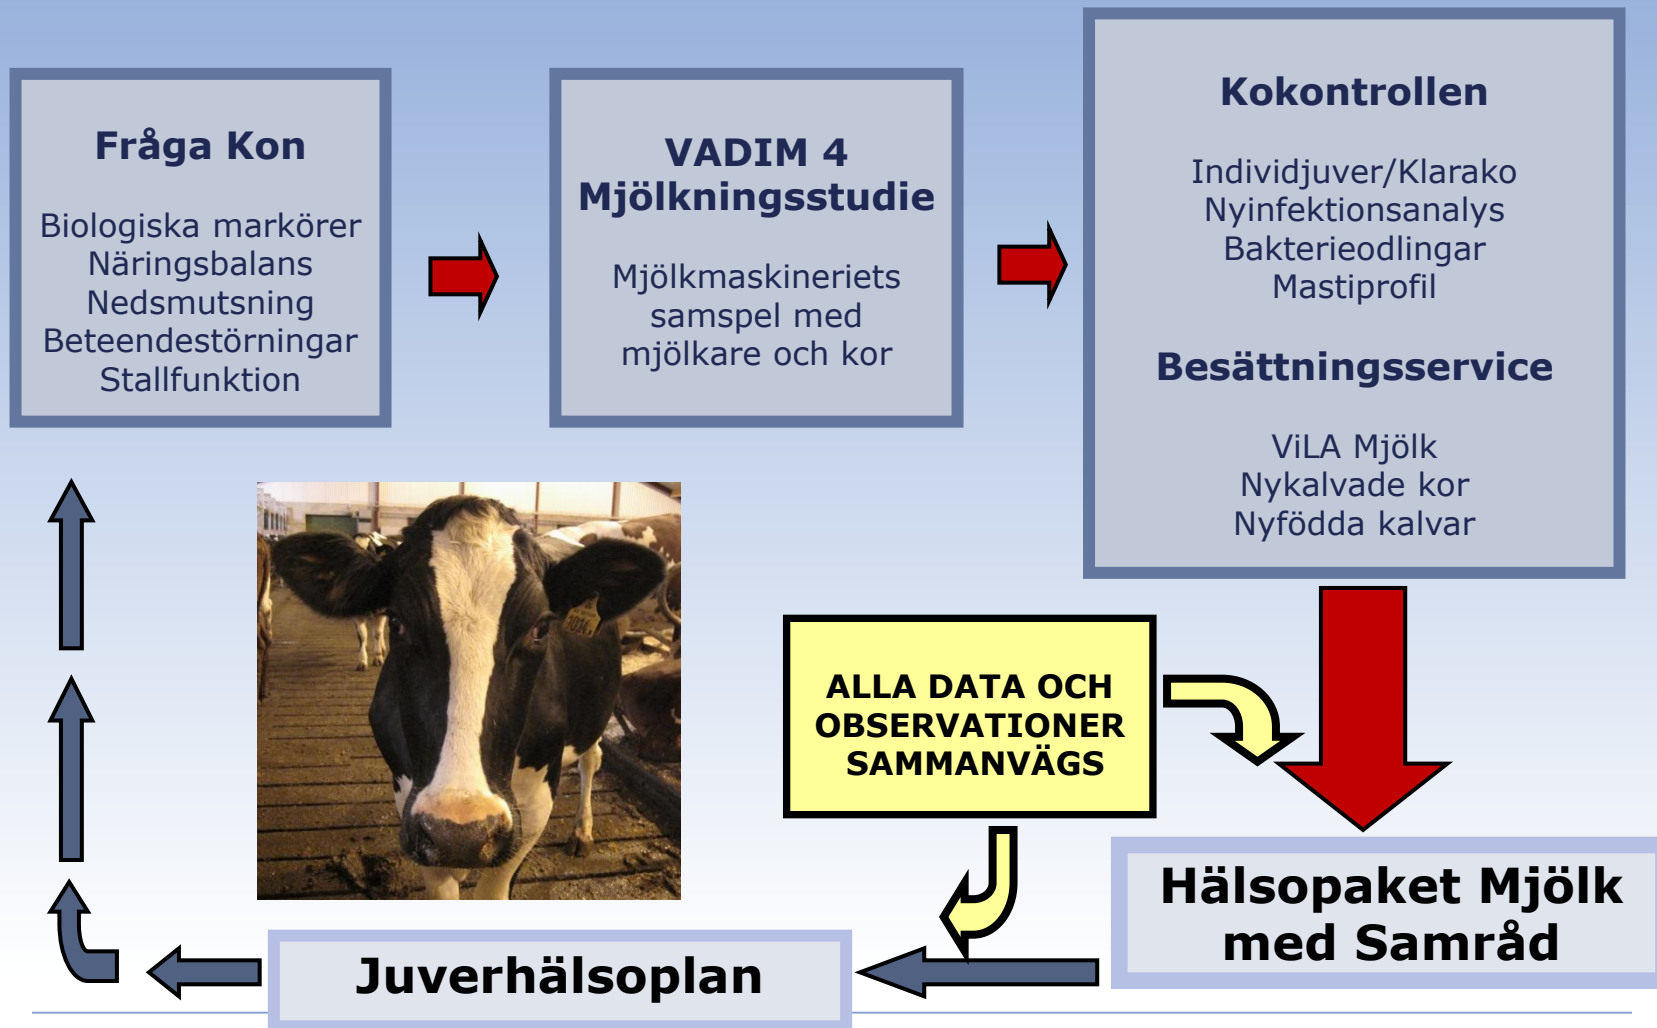 Fråga Kon
Biologiska markörer
Näringsbalans
Nedsmutsning
Beteendestörningar
Stallfunktion
VADIM 4
Mjölkningsstudie
Mjölkmaskineriets
samspel med
mjölkare och kor
Kokontrollen
Individjuver/Klarako
Nyinfektionsanalys
Bakterieodlingar
Mastiprofil
Besättningsservice
ViLA Mjölk
Nykalvade kor
Nyfödda kalvar
ALLA DATA OCH
OBSERVATIONER
SAMMANVÄGS
Hälsopaket Mjölk
med Samråd
Juverhälsoplan